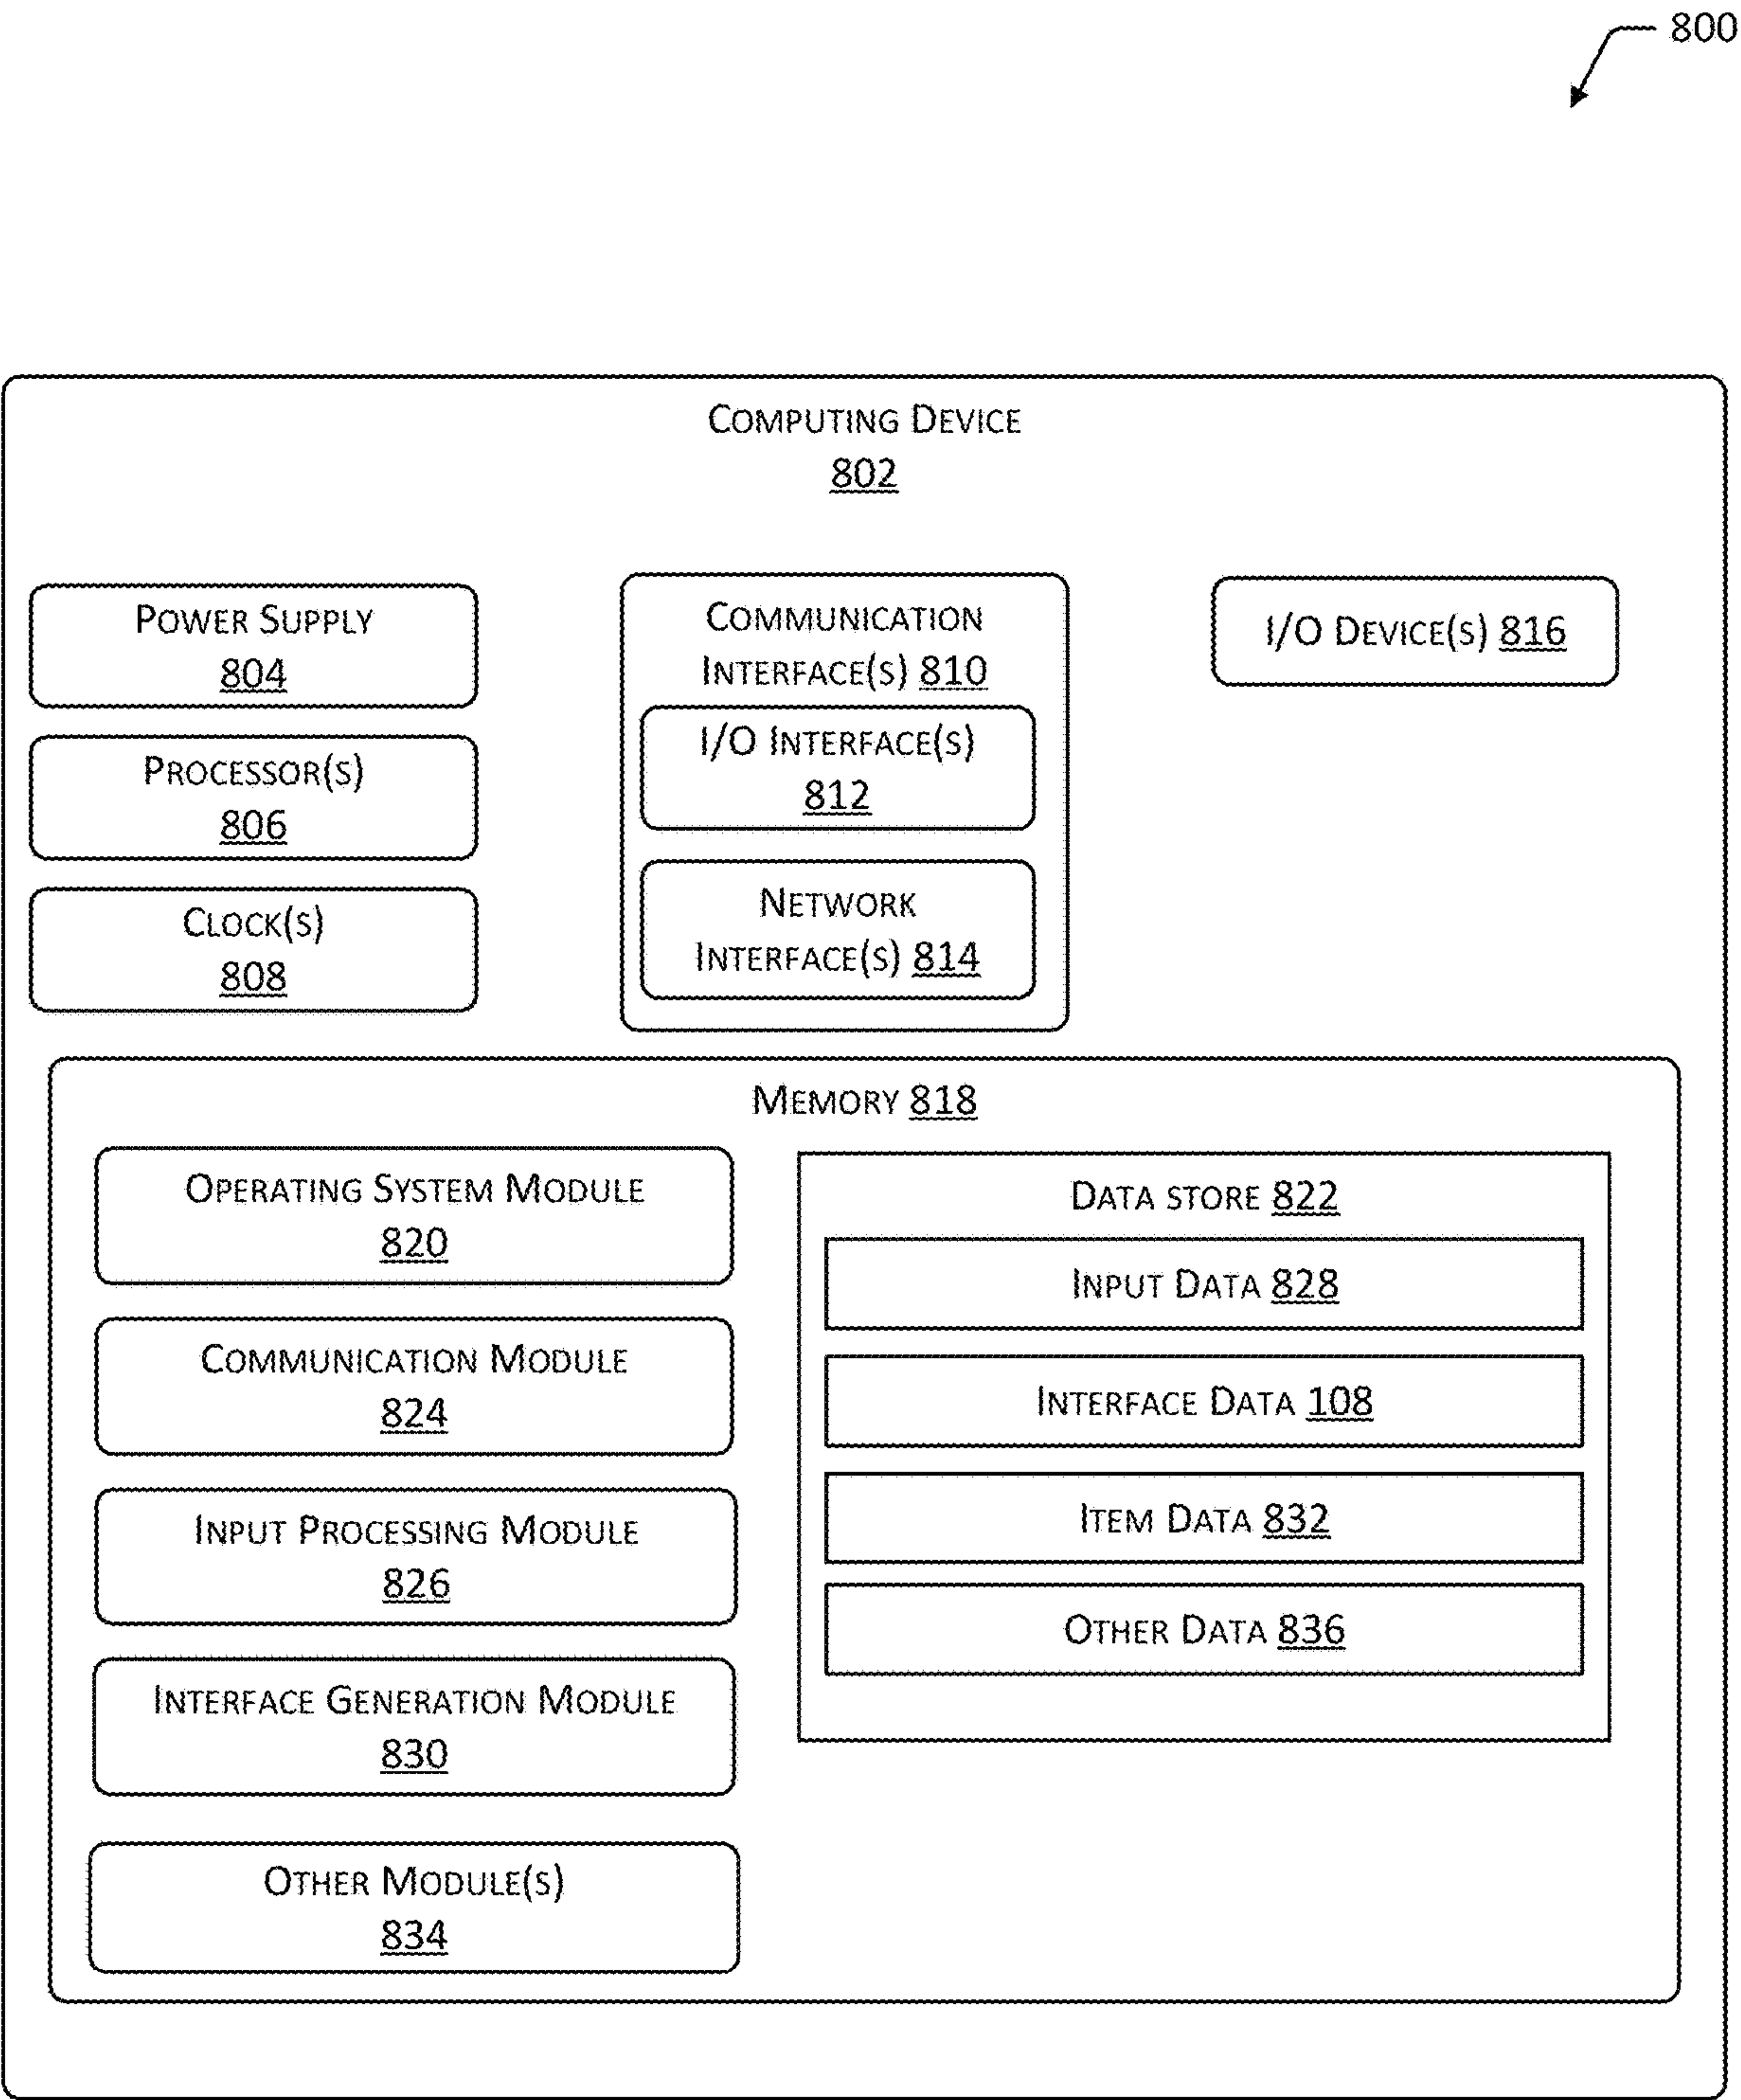 800
COMPUTING DEVICE
802
POWER SUPPLY
804
PROCESSOR(S)
806
CLOCK(S)
808
COMMUNICATION
INTERFACE(S) 810
I/O INTERFACE(S)
812
NETWORK
INTERFACE(S) 814
I/O DEVICE(S) 816
MEMORY 818
OPERATING SYSTEM MODULE
820
COMMUNICATION MODULE
824
INPUT PROCESSING MODULE
826
INTERFACE GENERATION MODULE
830
OTHER MODULE(S)
834
DATA STORE 822
INPUT DATA 828
INTERFACE DATA 108
ITEM DATA 832
OTHER DATA 836